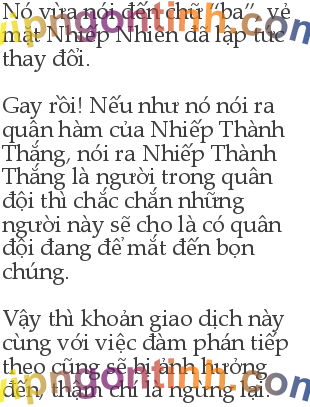 Nó vừa nói đến chữ “ba”, vẻ
mặt Nhiếp Nhiên đã lập tức
thay đổi.
Gay rồi! Nếu như nó nói ra
quân hàm của Nhiếp Thành
Thắng, nói ra Nhiếp Thành
Thắng là người trong quân
đội thì chắc chắn những
người này sẽ cho là có quân
đội đang để mắt đến bọn
chúng.
Vậy thì khoản giao dịch này
cùng với việc đàm phán tiếp
theo cũng sẽ bị ảnh hưởng
đến, thậm chí là ngừng lại.